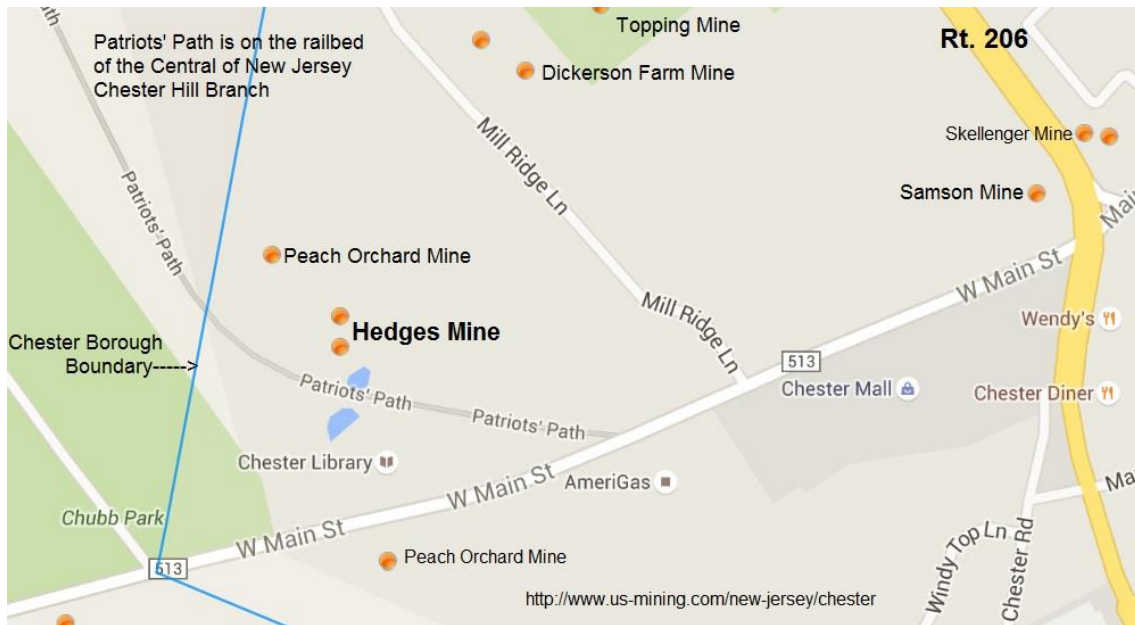 Patriots' Path is on the railbed
of the Central of New Jersey
Chester Hill Branch
Topping Mine
Dickerson Farm Mine
Rt. 206
Skellenger Mine
Samson Mine
Mill Ridge Ln
Patriots' Path
Peach Orchard Mine
Hedges Mine
Mill Ridge Ln
W Main St
Main
Wendy's
Chester Borough
Boundary----->
Patriots' Path
Patriots' Path
513
Chester Mall
Chester Diner
Chester Library
AmeriGas
W Main St
W Main St
Chubb Park
513
Peach Orchard Mine
Windy Top Ln
Chester Rd
http://www.us-mining.com/new-jersey/chester